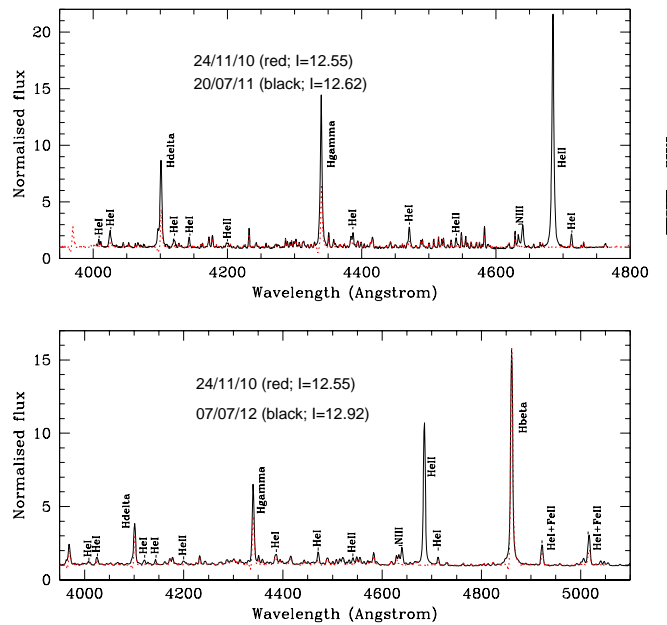 20
15
10
5
Normalised flux
24/11/10 (red; I=12.55)
20/07/11 (black; I=12.62)
HeI
HeI
Hdelta
HeI
HeI
HeII
Hgamma
HeI
HeI
HeII
NIII
HeII
HeI
4000
4200
4400
4600
4800
Wavelength (Angstrom)
15
10
5
0
Normalised flux
24/11/10 (red; I=12.55)
07/07/12 (black; I=12.92)
HeI
HeI
Hdelta
HeI
HeI
HeII
Hgamma
HeI
HeI
HeII
NIII
HeII
HeI
Hbeta
HeI+FeII
HeI+FeII
4000
4200
4400
4600
4800
5000
Wavelength (Angstrom)